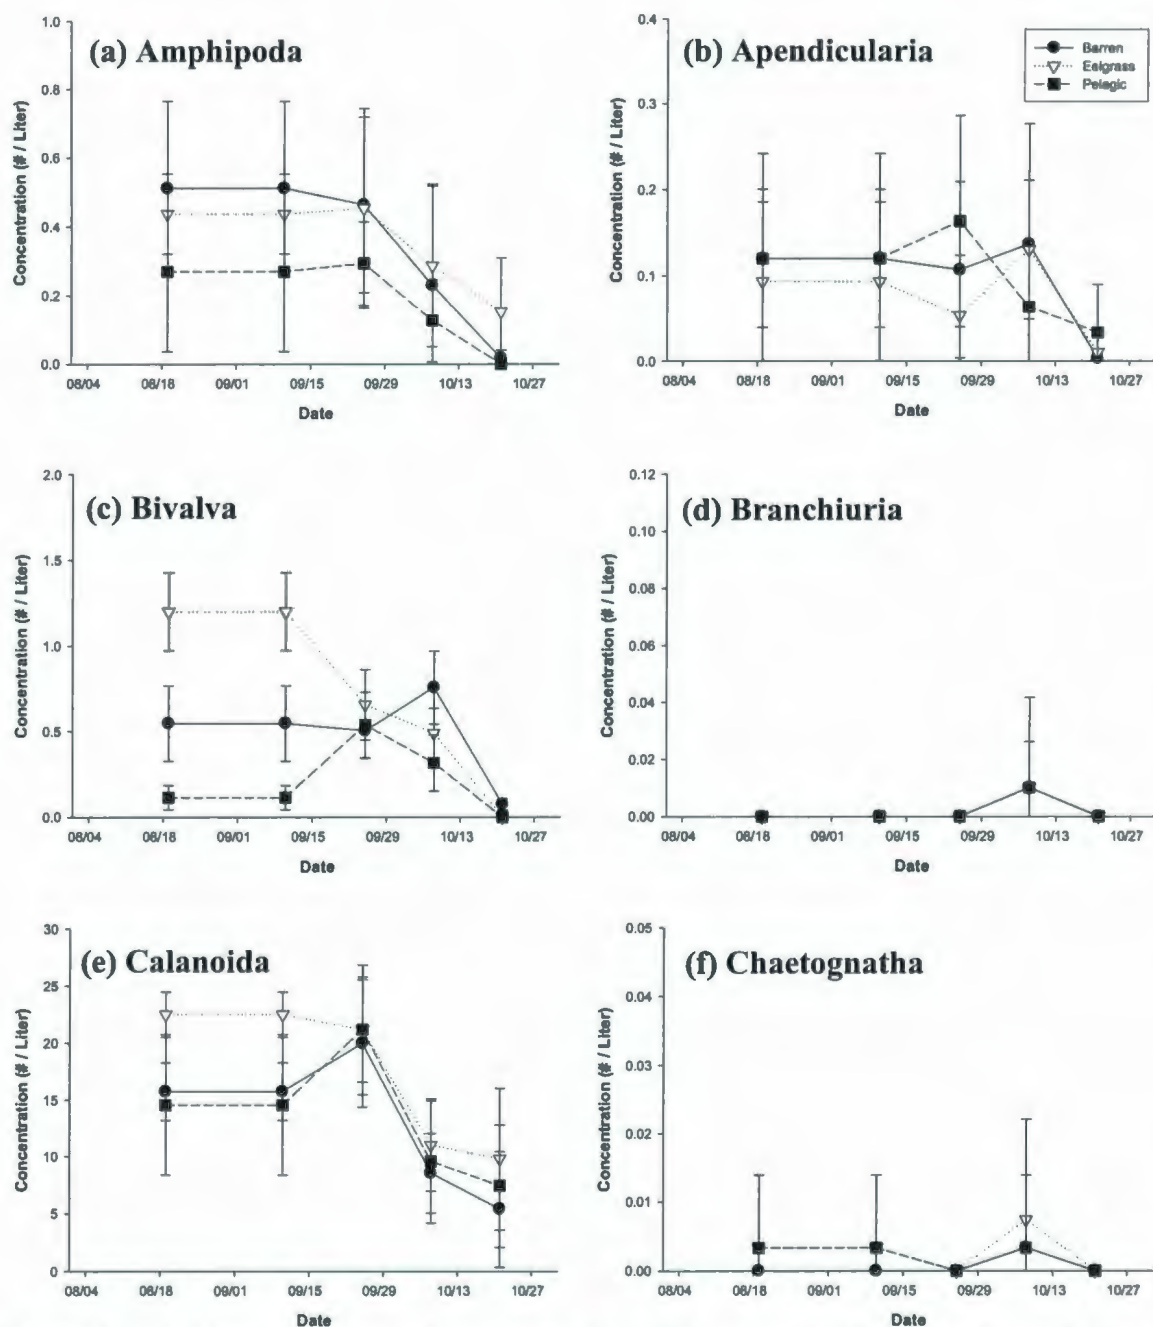 (a) Amphipoda
Concentration (# / Liter)
1.0
0.8
0.6
0.4
0.2
0.0
08/04 08/18 09/01 09/15 09/29 10/13 10/27
Date
(b) Apendicularia
Barren
Eelgrass
Pelagic
Concentration (# / Liter)
0.4
0.3
0.2
0.1
0.0
08/04 08/18 09/01 09/15 09/29 10/13 10/27
Date
(c) Bivalva
Concentration (# / Liter)
2.0
1.5
1.0
0.5
0.0
08/04 08/18 09/01 09/15 09/29 10/13 10/27
Date
(d) Branchiuria
Concentration (# / Liter)
0.12
0.10
0.08
0.06
0.04
0.02
0.00
08/04 08/18 09/01 09/15 09/29 10/13 10/27
Date
(e) Calanoida
Concentration (# / Liter)
30
25
20
15
10
5
0
08/04 08/18 09/01 09/15 09/29 10/13 10/27
Date
(f) Chaetognatha
Concentration (# / Liter)
0.05
0.04
0.03
0.02
0.01
0.00
08/04 08/18 09/01 09/15 09/29 10/13 10/27
Date